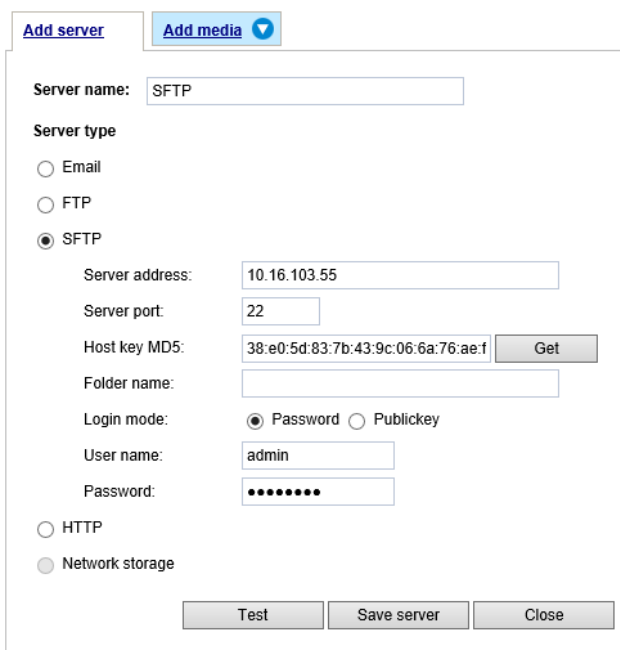 Add server Add media
Server name: SFTP
Server type
Email
FTP
SFTP
Server address: 10.16.103.55
Server port: 22
Host key MD5: 38:e0:5d:83:7b:43:9c:06:6a:76:ae:f Get
Folder name:
Login mode: Password Publickey
User name: admin
Password: ●●●●●●●●
HTTP
Network storage
Test Save server Close